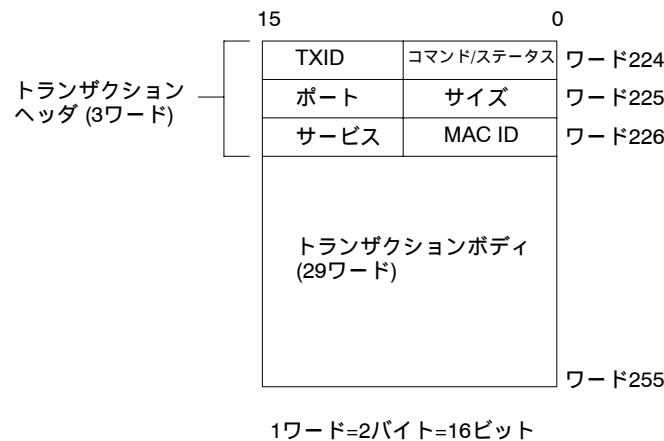 15 0
TXID コマンド/ステータス ワード224
トランザクション
ヘッダ (3ワード)
ポート サイズ ワード225
サービス MAC ID ワード226
トランザクションボディ
(29ワード)
ワード255
1ワード=2バイト=16ビット